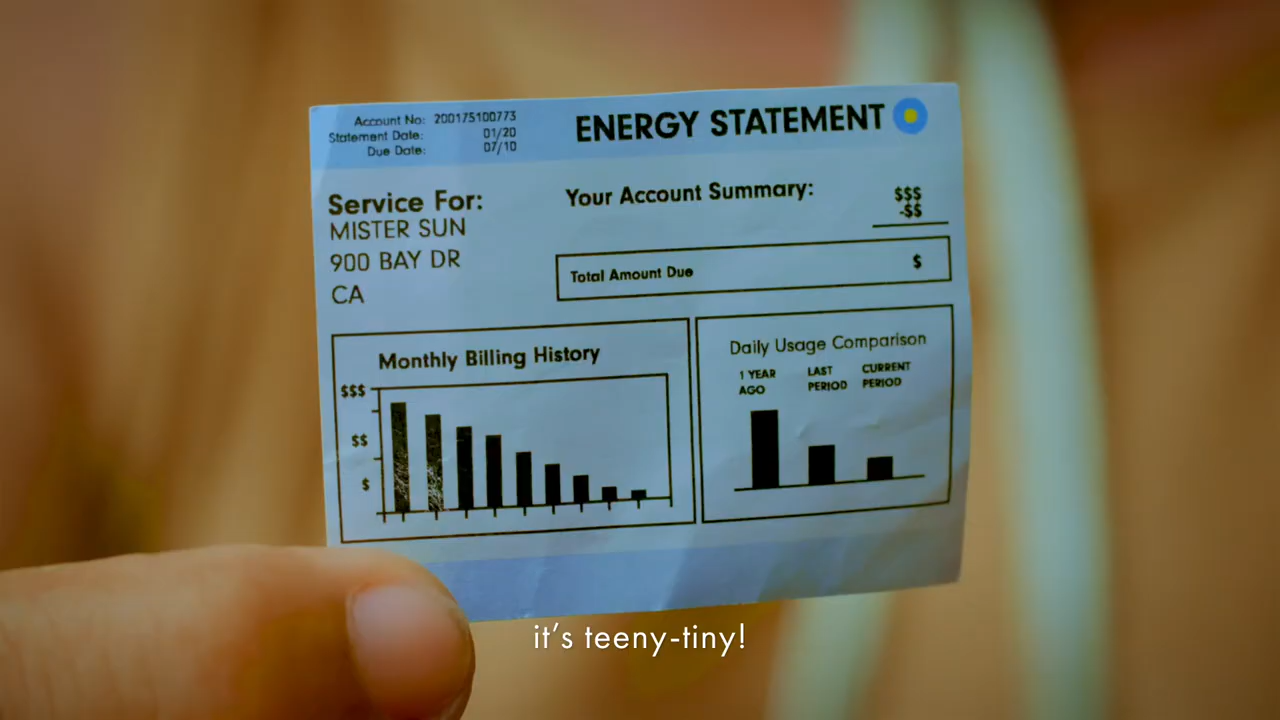 Account No: 200175100773
Statement Date: 01/20
Due Date: 07/10
ENERGY STATEMENT
Service For:
MISTER SUN
900 BAY DR
CA
Your Account Summary:
$$$
-$$
Total Amount Due $
Monthly Billing History
$$$
$$
$
Daily Usage Comparison
1 YEAR AGO
LAST PERIOD
CURRENT PERIOD
it's teeny-tiny!